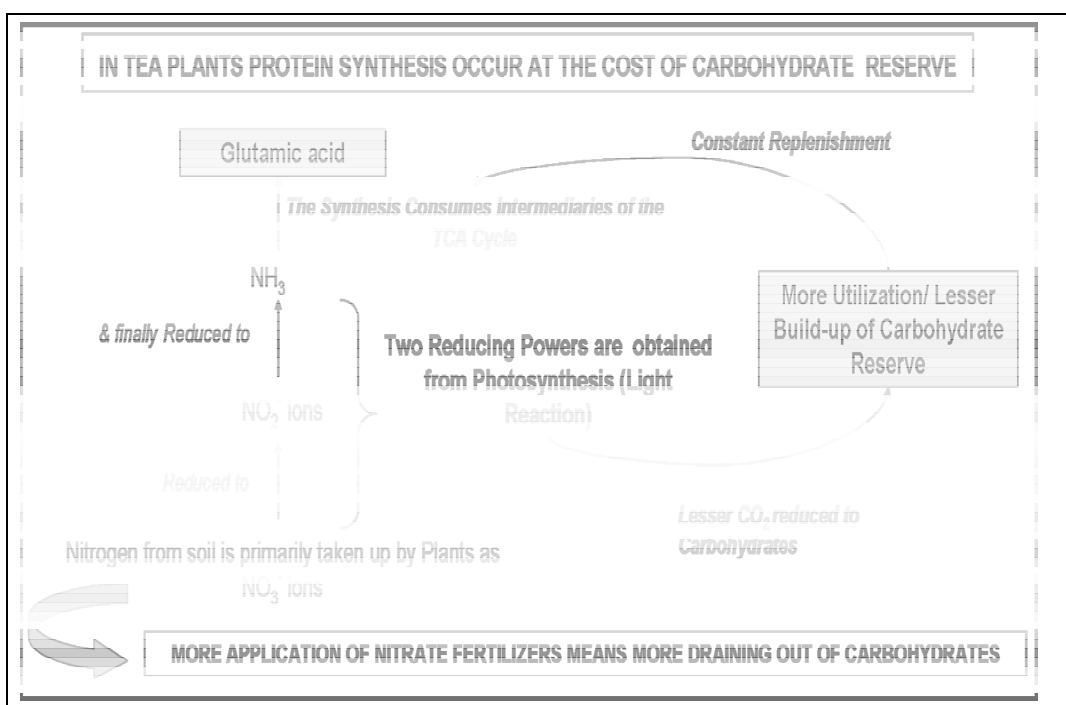 IN TEA PLANTS PROTEIN SYNTHESIS OCCUR AT THE COST OF CARBOHYDRATE RESERVE
Constant Replenishment
Glutamic acid
The Synthesis Consumes Intermediaries of the
TCA Cycle
NH₃
& finally Reduced to
More Utilization/ Lesser
Build-up of Carbohydrate
Reserve
Two Reducing Powers are obtained
from Photosynthesis (Light
Reaction)
NO₂⁻ ions
Reduced to
Lesser CO₂ reduced to
Carbohydrates
Nitrogen from soil is primarily taken up by Plants as
NO₃⁻ ions
MORE APPLICATION OF NITRATE FERTILIZERS MEANS MORE DRAINING OUT OF CARBOHYDRATES